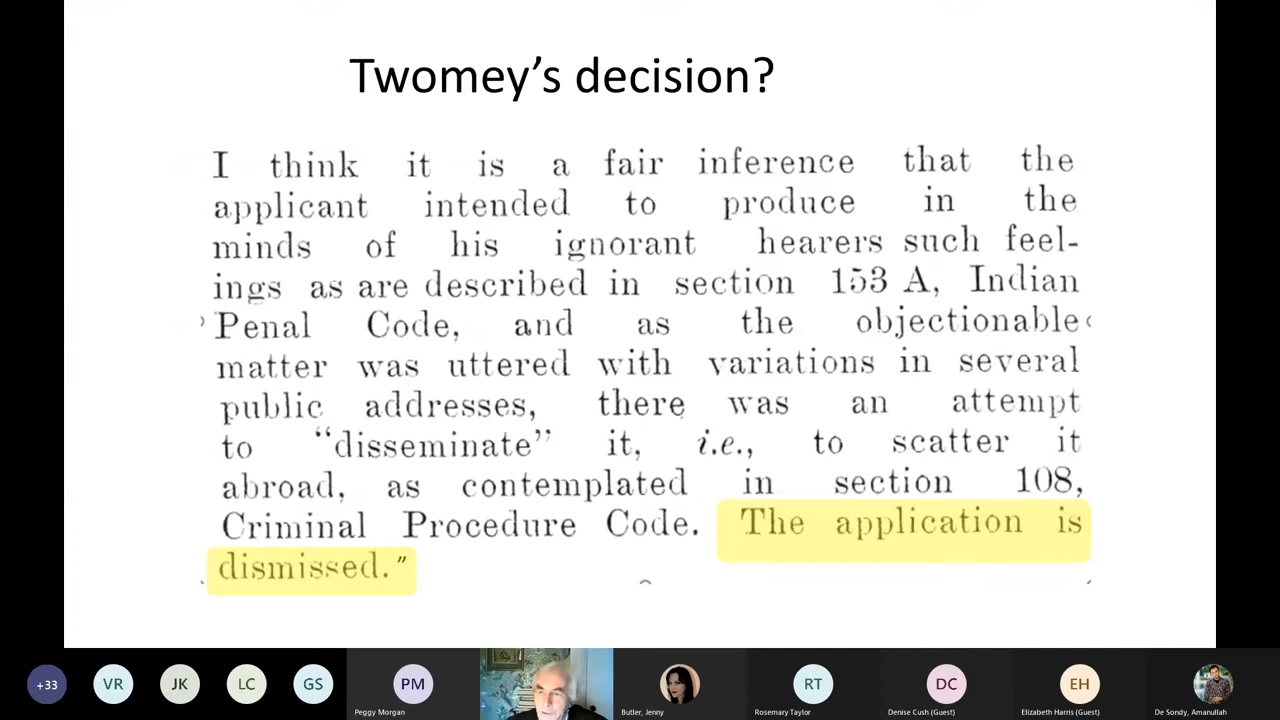 Twomey’s decision?
I think it is a fair inference that the
applicant intended to produce in the
minds of his ignorant hearers such feel-
ings as are described in section 153 A, Indian
Penal Code, and as the objectionable
matter was uttered with variations in several
public addresses, there was an attempt
to “disseminate” it, i.e., to scatter it
abroad, as contemplated in section 108,
Criminal Procedure Code. The application is
dismissed.”
+33
VR
JK
LC
GS
PM
RT
DC
EH
Peggy Morgan
Butler, Jenny
Rosemary Taylor
Denise Cush (Guest)
Elizabeth Harris (Guest)
De Sondy, Amanullah